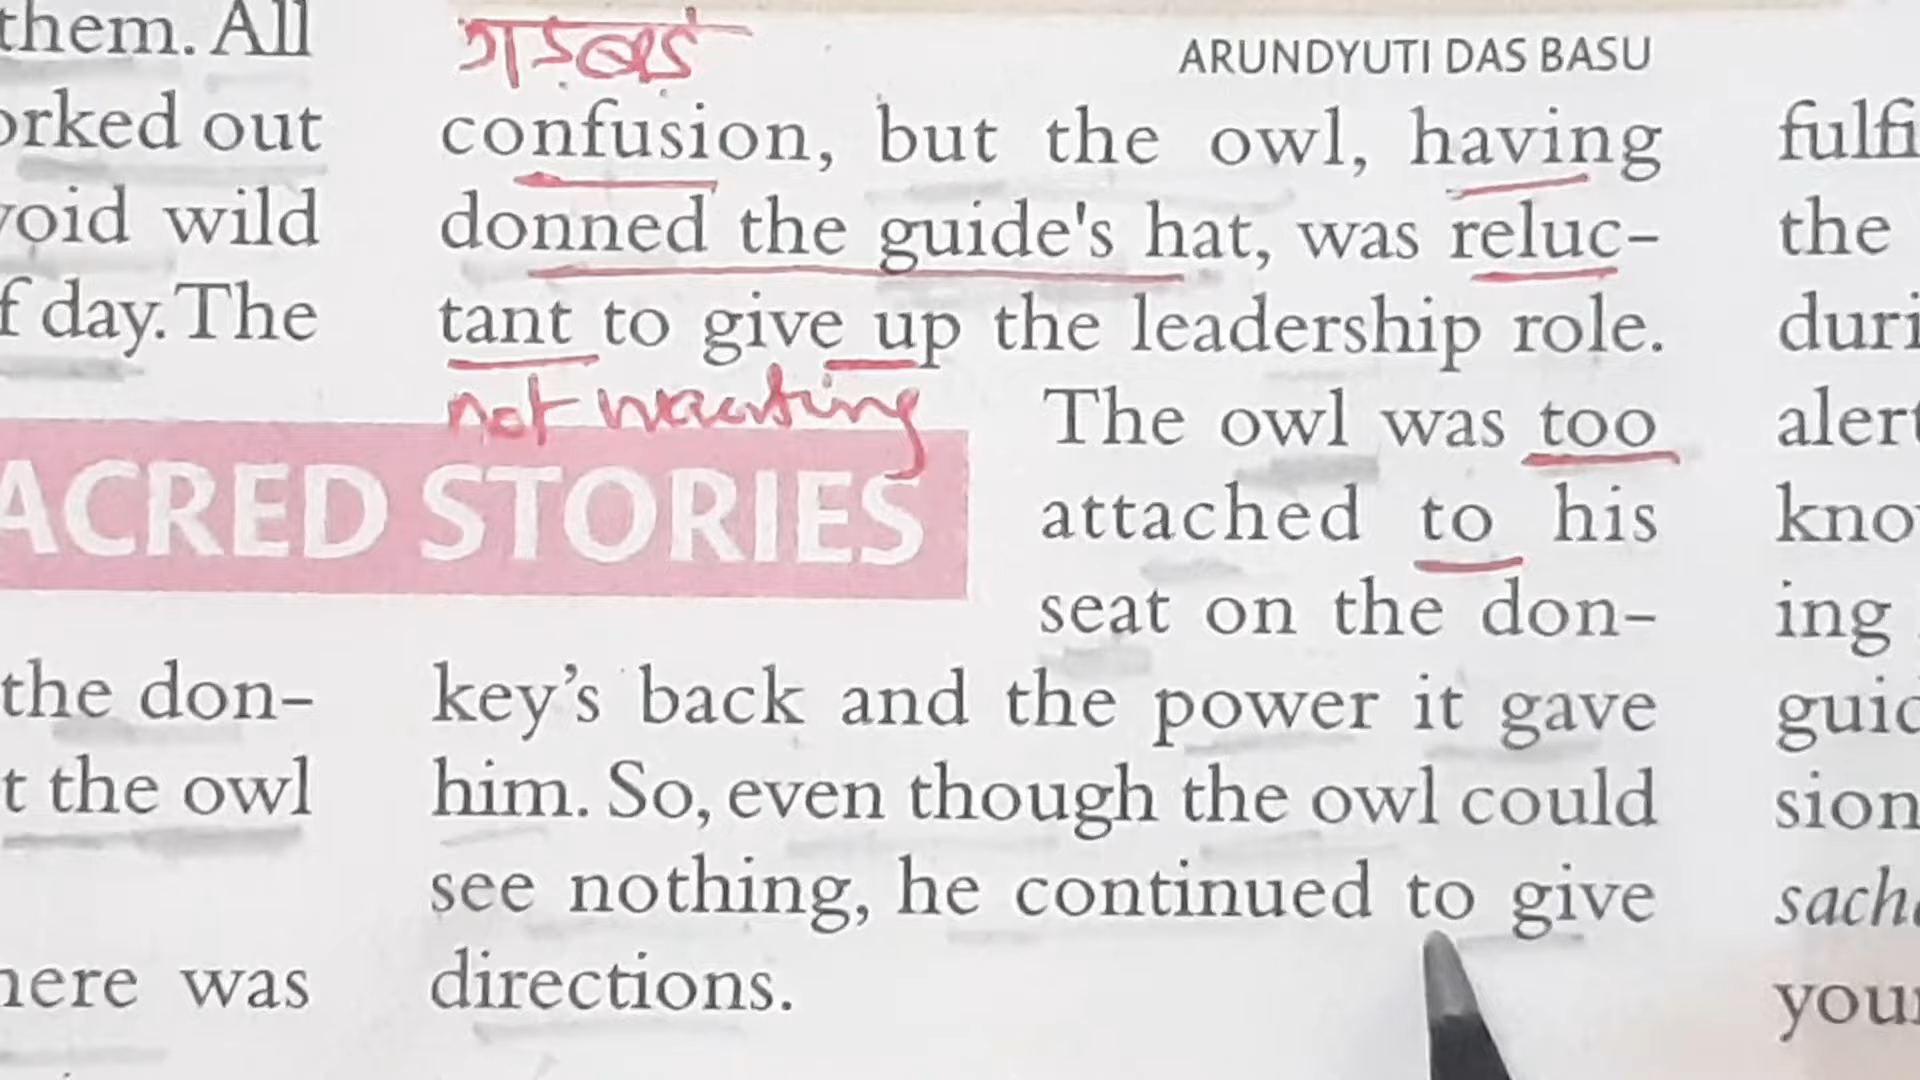 them. All
orked out
void wild
f day. The
the don-
t the owl
here was
ARUNDYUTI DAS BASU
confusion, but the owl, having
donned the guide's hat, was reluc-
tant to give up the leadership role.
not wanting
ACRED STORIES
The owl was too
attached to his
seat on the don-
key’s back and the power it gave
him. So, even though the owl could
see nothing, he continued to give
directions.
fulfi
the
duri
alert
kno
ing
guid
sion
sach
your